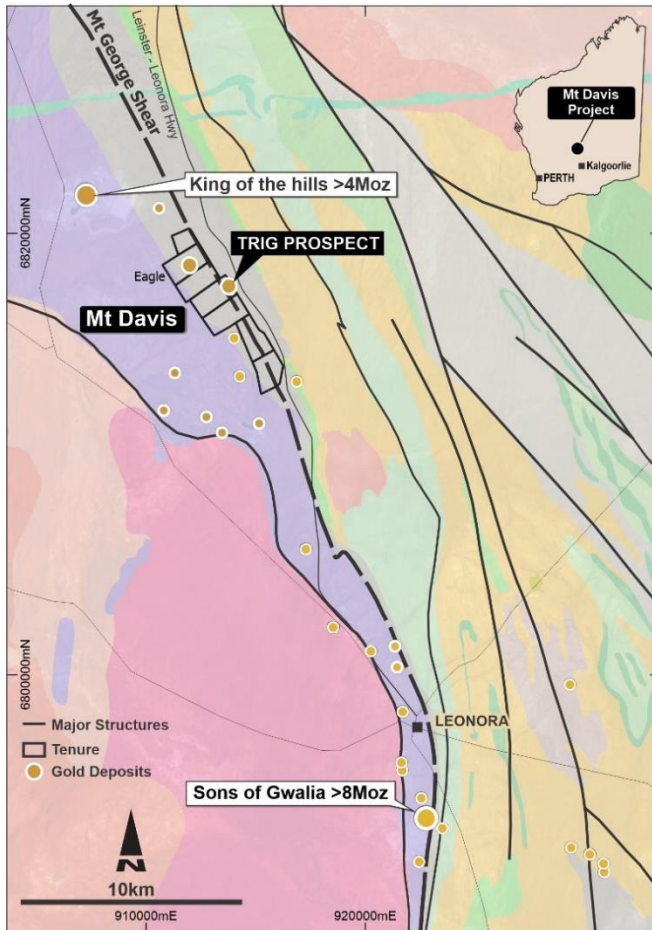 Mt George Shear
Leinster - Leonora Hwy
Mt Davis
Project
Kalgoorlie
PERTH
King of the hills >4Moz
6820000mN
TRIG PROSPECT
Eagle
Mt Davis
6800000mN
LEONORA
Major Structures
Tenure
Gold Deposits
Sons of Gwalia >8Moz
N
10km
910000mE
920000mE